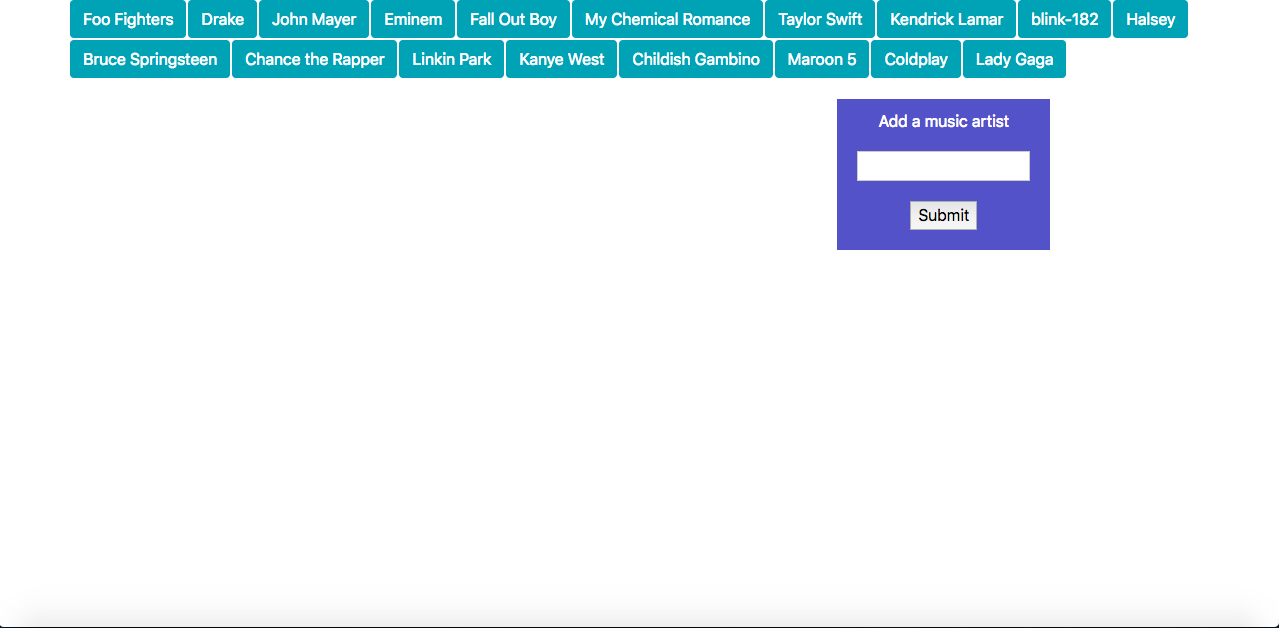 Foo Fighters Drake John Mayer Eminem Fall Out Boy My Chemical Romance Taylor Swift Kendrick Lamar blink-182 Halsey
Bruce Springsteen Chance the Rapper Linkin Park Kanye West Childish Gambino Maroon 5 Coldplay Lady Gaga
Add a music artist
Submit